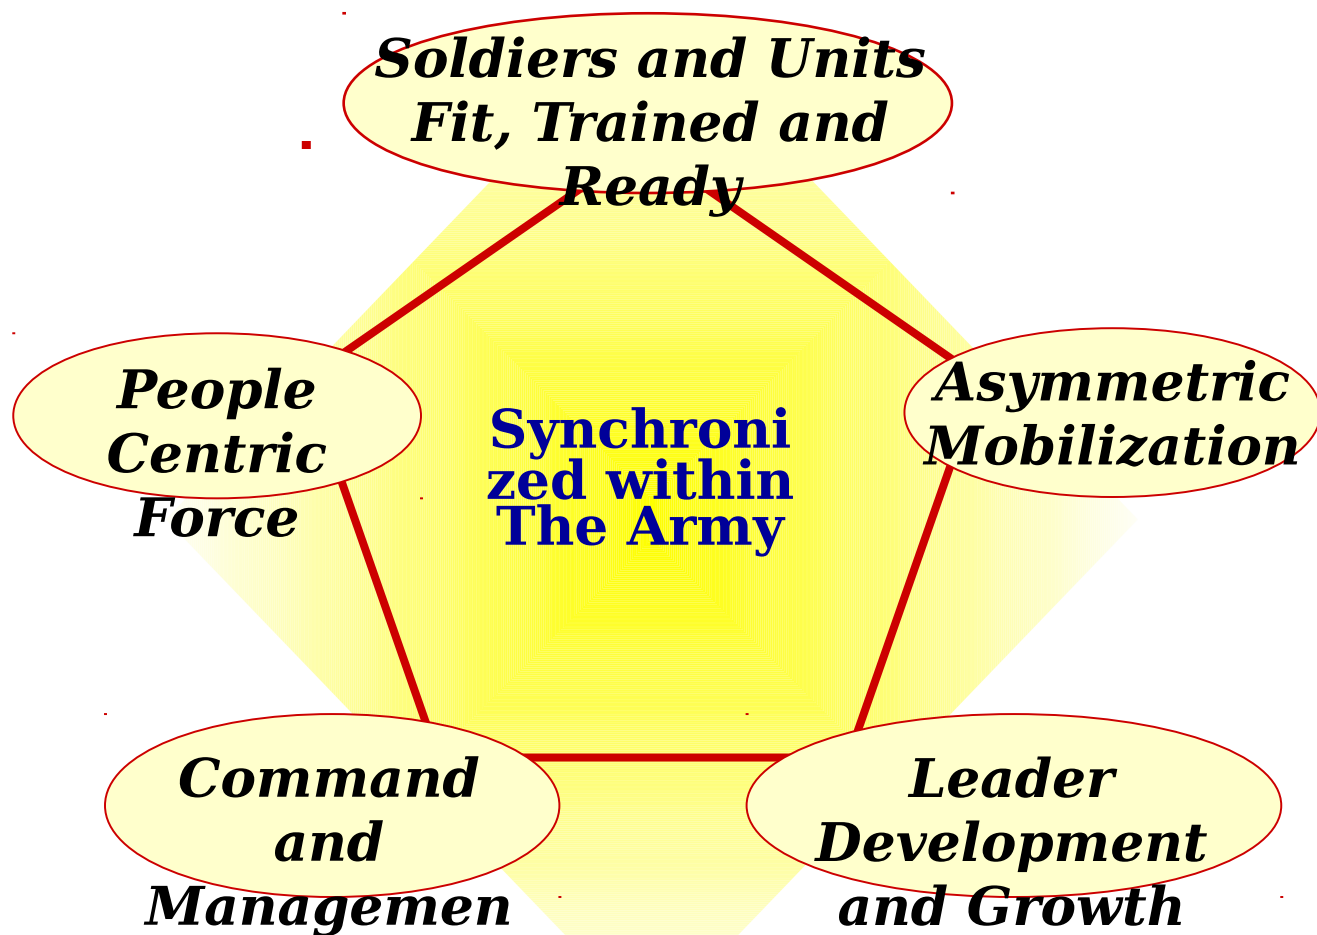 Soldiers and Units
Fit, Trained and
Ready
People
Centric
Force
Asymmetric
Mobilization
Synchroni
zed within
The Army
Command
and
Managemen
Leader
Development
and Growth